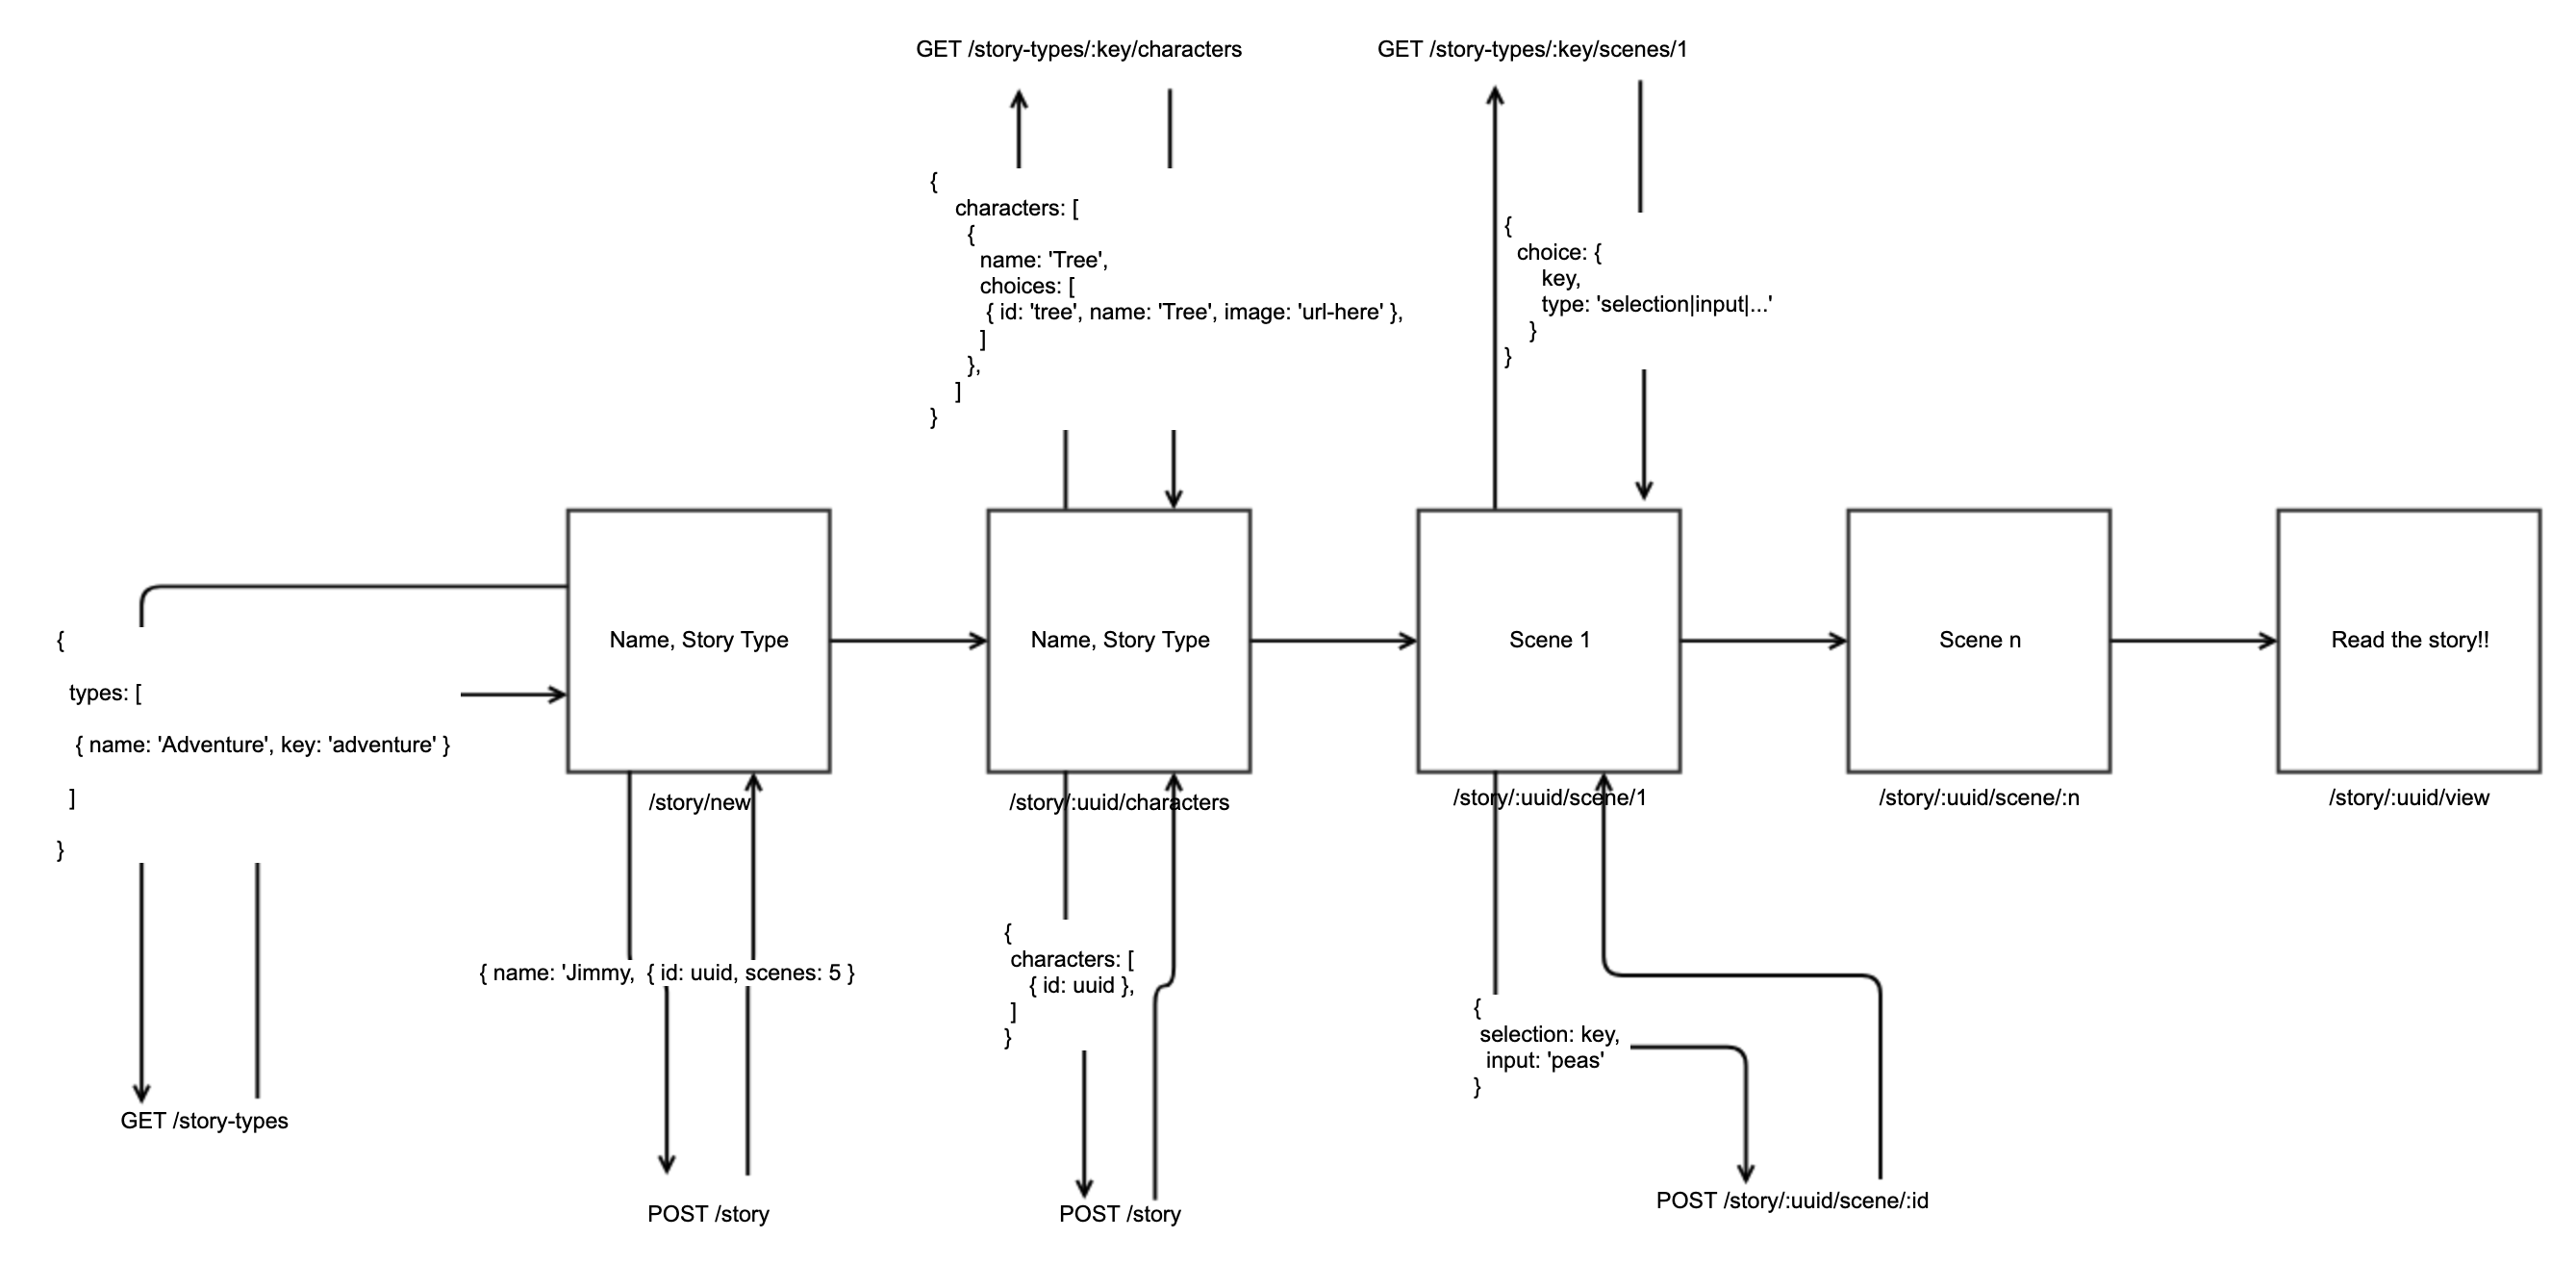 GET /story-types/:key/characters
GET /story-types/:key/scenes/1
{
characters: [
{
name: 'Tree',
choices: [
{ id: 'tree', name: 'Tree', image: 'url-here' },
]
},
]
}
{
choice: {
key,
type: 'selection|input|...'
}
}
{
types: [
{ name: 'Adventure', key: 'adventure' }
]
}
GET /story-types
Name, Story Type
/story/new
{ name: 'Jimmy,
{ id: uuid, scenes: 5 }
POST /story
Name, Story Type
/story/:uuid/characters
{
characters: [
{ id: uuid },
]
}
POST /story
Scene 1
/story/:uuid/scene/1
{
selection: key,
input: 'peas'
}
POST /story/:uuid/scene/:id
Scene n
/story/:uuid/scene/:n
Read the story!!
/story/:uuid/view